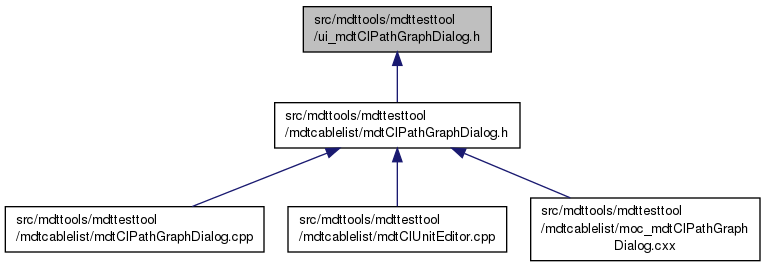 src/mdttools/mdttesttool
/ui_mdtClPathGraphDialog.h
src/mdttools/mdttesttool
/mdtcablelist/mdtClPathGraphDialog.h
src/mdttools/mdttesttool
/mdtcablelist/mdtClPathGraphDialog.cpp
src/mdttools/mdttesttool
/mdtcablelist/mdtClUnitEditor.cpp
src/mdttools/mdttesttool
/mdtcablelist/moc_mdtClPathGraph
Dialog.cxx